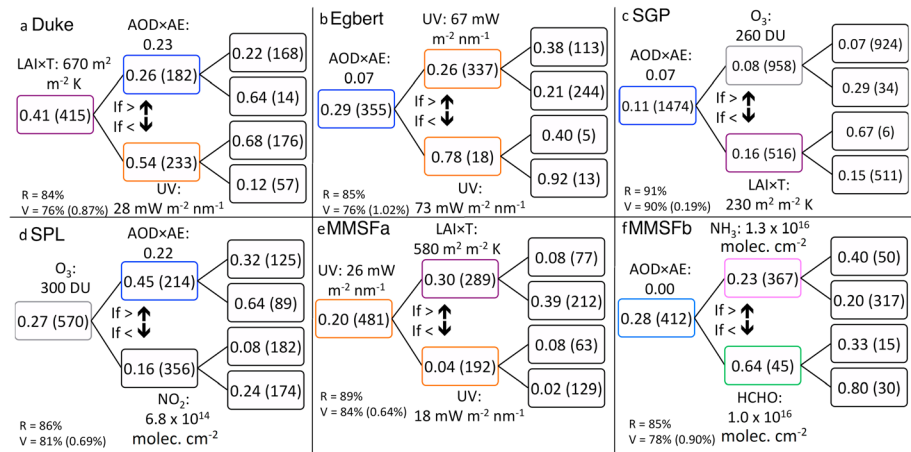 a Duke
AOD×AE:
0.23
LAI×T: 670 m²
m⁻² K
0.41 (415)
0.26 (182)
0.22 (168)
0.64 (14)
If >
If <
0.54 (233)
0.68 (176)
0.12 (57)
UV:
28 mW m⁻² nm⁻¹
R = 84%
V = 76% (0.87%)
b Egbert
UV: 67 mW
m⁻² nm⁻¹
AOD×AE:
0.07
0.29 (355)
0.26 (337)
0.38 (113)
0.21 (244)
If >
If <
0.78 (18)
0.40 (5)
0.92 (13)
UV:
73 mW m⁻² nm⁻¹
R = 85%
V = 76% (1.02%)
c SGP
O₃:
260 DU
AOD×AE:
0.07
0.11 (1474)
0.08 (958)
0.07 (924)
0.29 (34)
If >
If <
0.16 (516)
0.67 (6)
0.15 (511)
LAI×T:
230 m² m⁻² K
R = 91%
V = 90% (0.19%)
d SPL
AOD×AE:
0.22
O₃:
300 DU
0.27 (570)
0.45 (214)
0.32 (125)
0.64 (89)
If >
If <
0.16 (356)
0.08 (182)
0.24 (174)
NO₂:
6.8 x 10¹⁴
molec. cm⁻²
R = 86%
V = 81% (0.69%)
e MMSFa
LAI×T:
580 m² m⁻² K
UV: 26 mW
m⁻² nm⁻¹
0.20 (481)
0.30 (289)
0.08 (77)
0.39 (212)
If >
If <
0.04 (192)
0.08 (63)
0.02 (129)
UV:
18 mW m⁻² nm⁻¹
R = 89%
V = 84% (0.64%)
f MMSFb
NH₃: 1.3 x 10¹⁶
molec. cm⁻²
AOD×AE:
0.00
0.28 (412)
0.23 (367)
0.40 (50)
0.20 (317)
If >
If <
0.64 (45)
0.33 (15)
0.80 (30)
HCHO:
1.0 x 10¹⁶
molec. cm⁻²
R = 85%
V = 78% (0.90%)